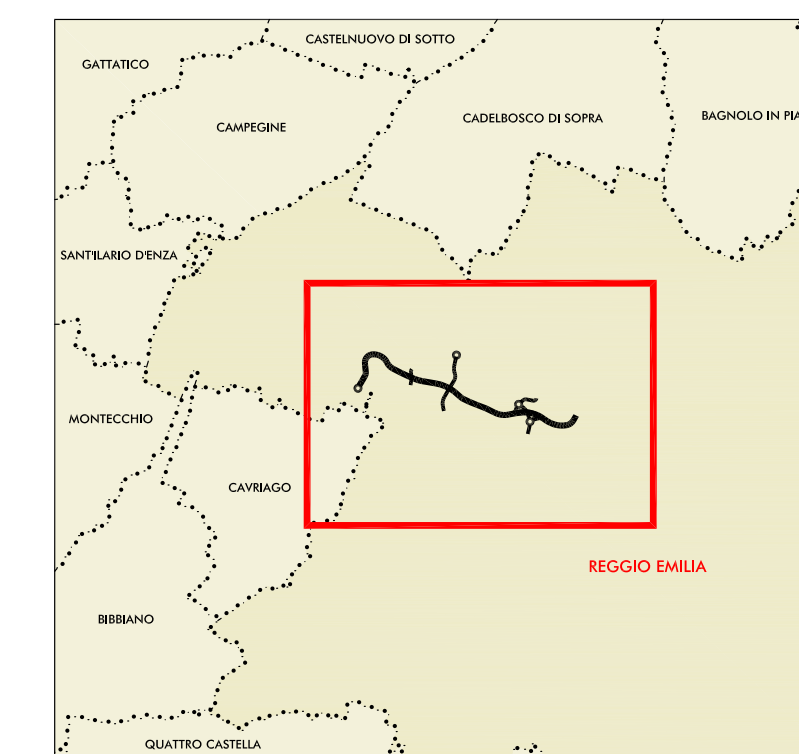 CASTELNUOVO DI SOTTO
GATTATICO
CAMPEGINE
CADELBOSCO DI SOPRA
BAGNOLO IN PIA
SANT'ILARIO D'ENZA
MONTECCHIO
CAVRIAGO
REGGIO EMILIA
BIBBIANO
QUATTRO CASTELLA